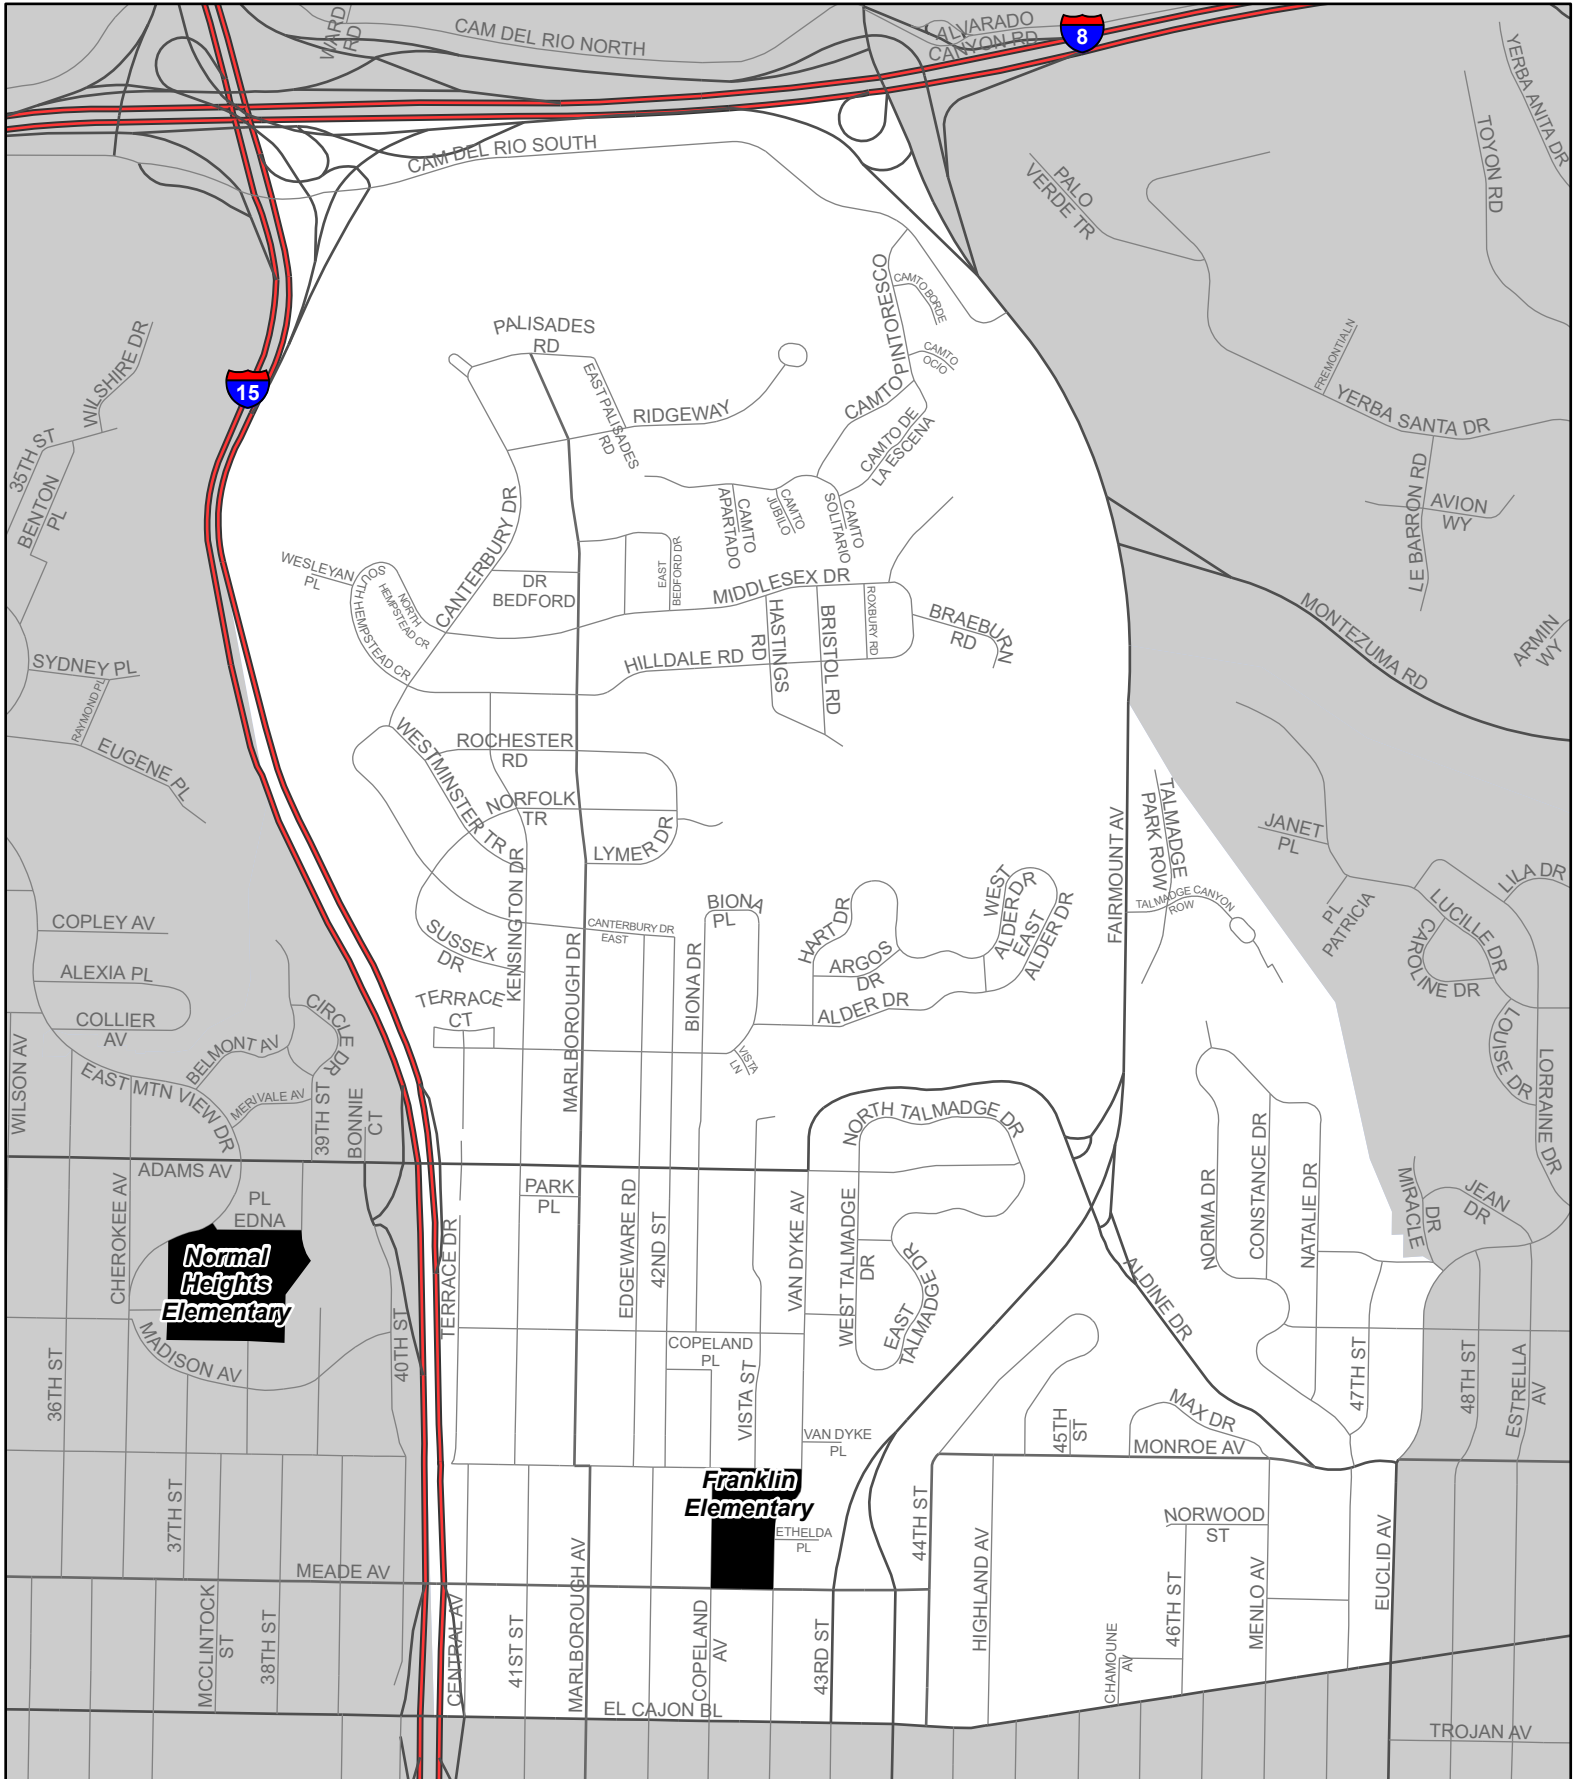 WARD
RD
CAM DEL RIO NORTH
ALVARADO
CANYON RD
8
YERBA ANITA DR
TOYON RD
CAM DEL RIO SOUTH
PALO
VERDE TR
PINTORESCO
CAMTO
CAMTO BORDE
CAMTO
OCIO
CAMTO DE
LA ESCENA
PALISADES
RD
EAST PALISADES
RD
RIDGEWAY
WILSHIRE DR
15
35TH ST
BENTON
PL
FREMONTIA LN
YERBA SANTA DR
LE BARRON RD
AVION
WY
CANTERBURY DR
CAMTO
APARTADO
CAMTO
JUBILO
CAMTO
SOLITARIO
WESLEYAN
PL
SOUTH HEMPSTEAD CR
NORTH
HEMPSTEAD CR
DR
BEDFORD
EAST
BEDFORD DR
MIDDLESEX DR
HASTINGS
RD
BRISTOL RD
ROXBURY RD
BRAEBURN
RD
HILLDALE RD
MONTEZUMA RD
ARMIN
WY
SYDNEY PL
RAYMOND PL
EUGENE PL
WESTMINSTER TR
ROCHESTER
RD
NORFOLK
TR
LYMER DR
FAIRMOUNT AV
TALMADGE
PARK ROW
TALMADGE CANYON
ROW
JANET
PL
PL
PATRICIA
LILA DR
LUCILLE DR
CAROLINE DR
LOUISE DR
LORRAINE DR
COPLEY AV
ALEXIA PL
COLLIER
AV
KENSINGTON DR
SUSSEX
DR
CANTERBURY DR
EAST
BIONA
PL
BIONA DR
HART DR
ARGOS
DR
ALDER DR
WEST
ALDER DR
EAST
ALDER DR
TERRACE
CT
MARLBOROUGH DR
VISTA
LN
WILSON AV
BELMONT AV
CIRCLE DR
EAST MTN VIEW DR
MERIVALE AV
39TH ST
BONNIE
CT
NORTH TALMADGE DR
NORMA DR
CONSTANCE DR
NATALIE DR
MIRACLE
DR
JEAN
DR
ADAMS AV
CHEROKEE AV
PL
EDNA
PARK
PL
EDGEWARE RD
42ND ST
VAN DYKE AV
WEST TALMADGE
DR
EAST
TALMADGE DR
ALDINE DR
Normal
Heights
Elementary
TERRACE DR
40TH ST
MADISON AV
36TH ST
COPELAND
PL
VISTA ST
VAN DYKE
PL
47TH ST
48TH ST
ESTRELLA
AV
MAX DR
MONROE AV
45TH
ST
Franklin
Elementary
ETHELDA
PL
37TH ST
44TH ST
HIGHLAND AV
NORWOOD
ST
46TH ST
MENLO AV
EUCLID AV
MEADE AV
MCCLINTOCK
ST
38TH ST
CENTRAL AV
41ST ST
MARLBOROUGH AV
COPELAND
AV
43RD ST
CHAMOUNE
AV
EL CAJON BL
TROJAN AV